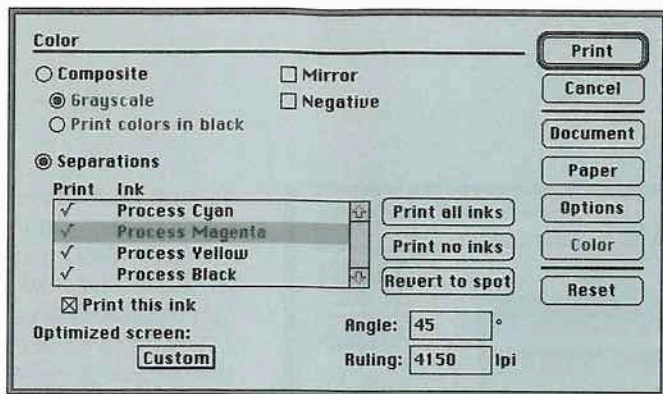 Color
Composite
Mirror
Grayscale
Negative
Print colors in black
Separations
Print Ink
√ Process Cyan
√ Process Magenta
√ Process Yellow
√ Process Black
Print all inks
Print no inks
Revert to spot
Print this ink
Optimized screen:
Custom
Angle: 45 °
Ruling: 4150 lpi
Print
Cancel
Document
Paper
Options
Color
Reset